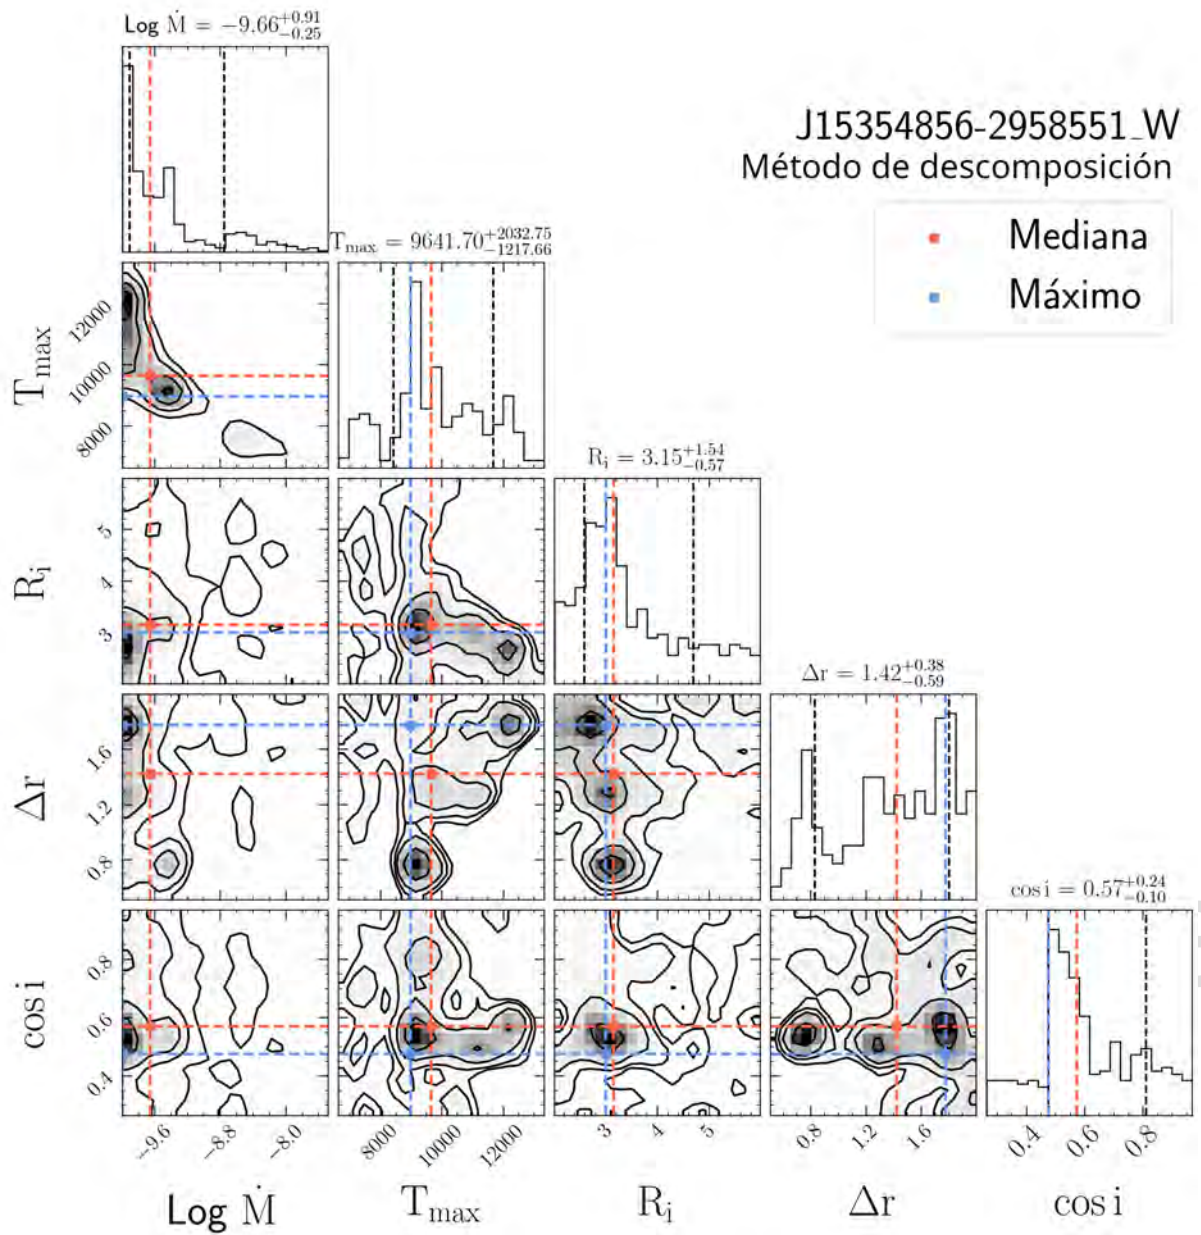 Log Ṁ = −9.66 +0.91 −0.25
J15354856-2958551_W
Método de descomposición
Mediana
Máximo
T_max = 9641.70 +2032.75 −1217.66
T_max
12000
10000
8000
R_i = 3.15 +1.54 −0.57
R_i
5
4
3
Δr = 1.42 +0.38 −0.59
Δr
1.6
1.2
0.8
cos i = 0.57 +0.24 −0.10
cos i
0.8
0.6
0.4
−9.6 −8.8 −8.0 8000 10000 12000 3 4 5 0.8 1.2 1.6 0.4 0.6 0.8
Log Ṁ T_max R_i Δr cos i